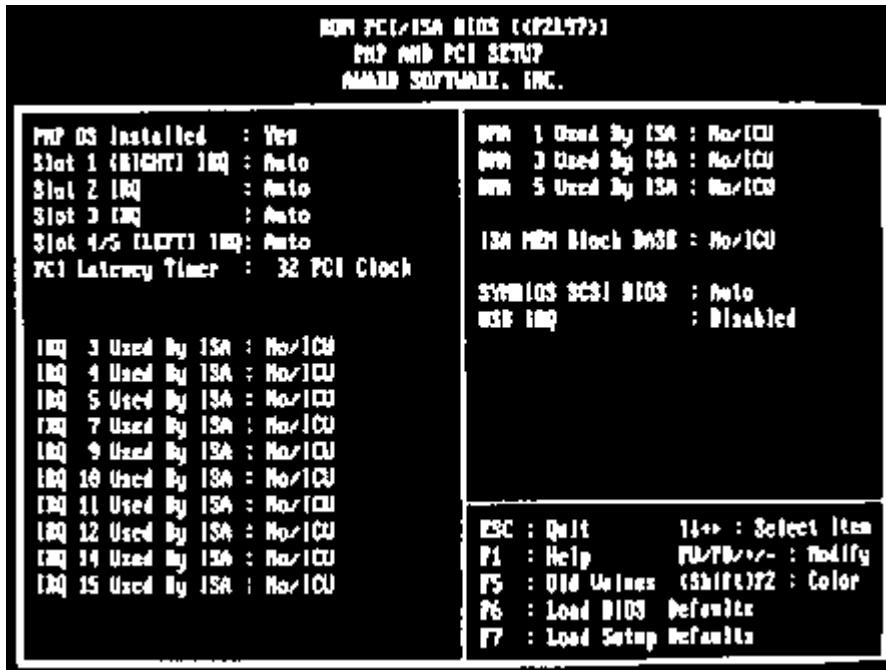 ROM PCI/ISA BIOS
PNP AND PCI SETUP
AWARD SOFTWARE, INC.
PNP OS Installed : Yes
Slot 1 (RIGHT) IRQ : Auto
Slot 2 IRQ : Auto
Slot 3 IRQ : Auto
Slot 4/5 (LEFT) IRQ: Auto
PCI Latency Timer : 32 PCI Clock
IRQ 3 Used By ISA : No/ICU
IRQ 4 Used By ISA : No/ICU
IRQ 5 Used By ISA : No/ICU
IRQ 7 Used By ISA : No/ICU
IRQ 9 Used By ISA : No/ICU
IRQ 10 Used By ISA : No/ICU
IRQ 11 Used By ISA : No/ICU
IRQ 12 Used By ISA : No/ICU
IRQ 14 Used By ISA : No/ICU
IRQ 15 Used By ISA : No/ICU
DMA 1 Used By ISA : No/ICU
DMA 3 Used By ISA : No/ICU
DMA 5 Used By ISA : No/ICU
ISA MEM Block BASE : No/ICU
SYMBIOS SCSI BIOS : Auto
USB IRQ : Disabled
ESC : Quit ↑↓→← : Select Item
F1 : Help PU/PD/+/- : Modify
F5 : Old Values (Shift)F2 : Color
F6 : Load BIOS Defaults
F7 : Load Setup Defaults